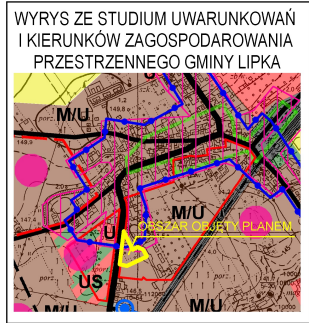 WYRYS ZE STUDIUM UWARUNKOWAŃ
I KIERUNKÓW ZAGOSPODAROWANIA
PRZESTRZENNEGO GMINY LIPKA
M/U
U
M/U
U
OBSZAR OBJĘTY PLANEM
US
M/U
M/U